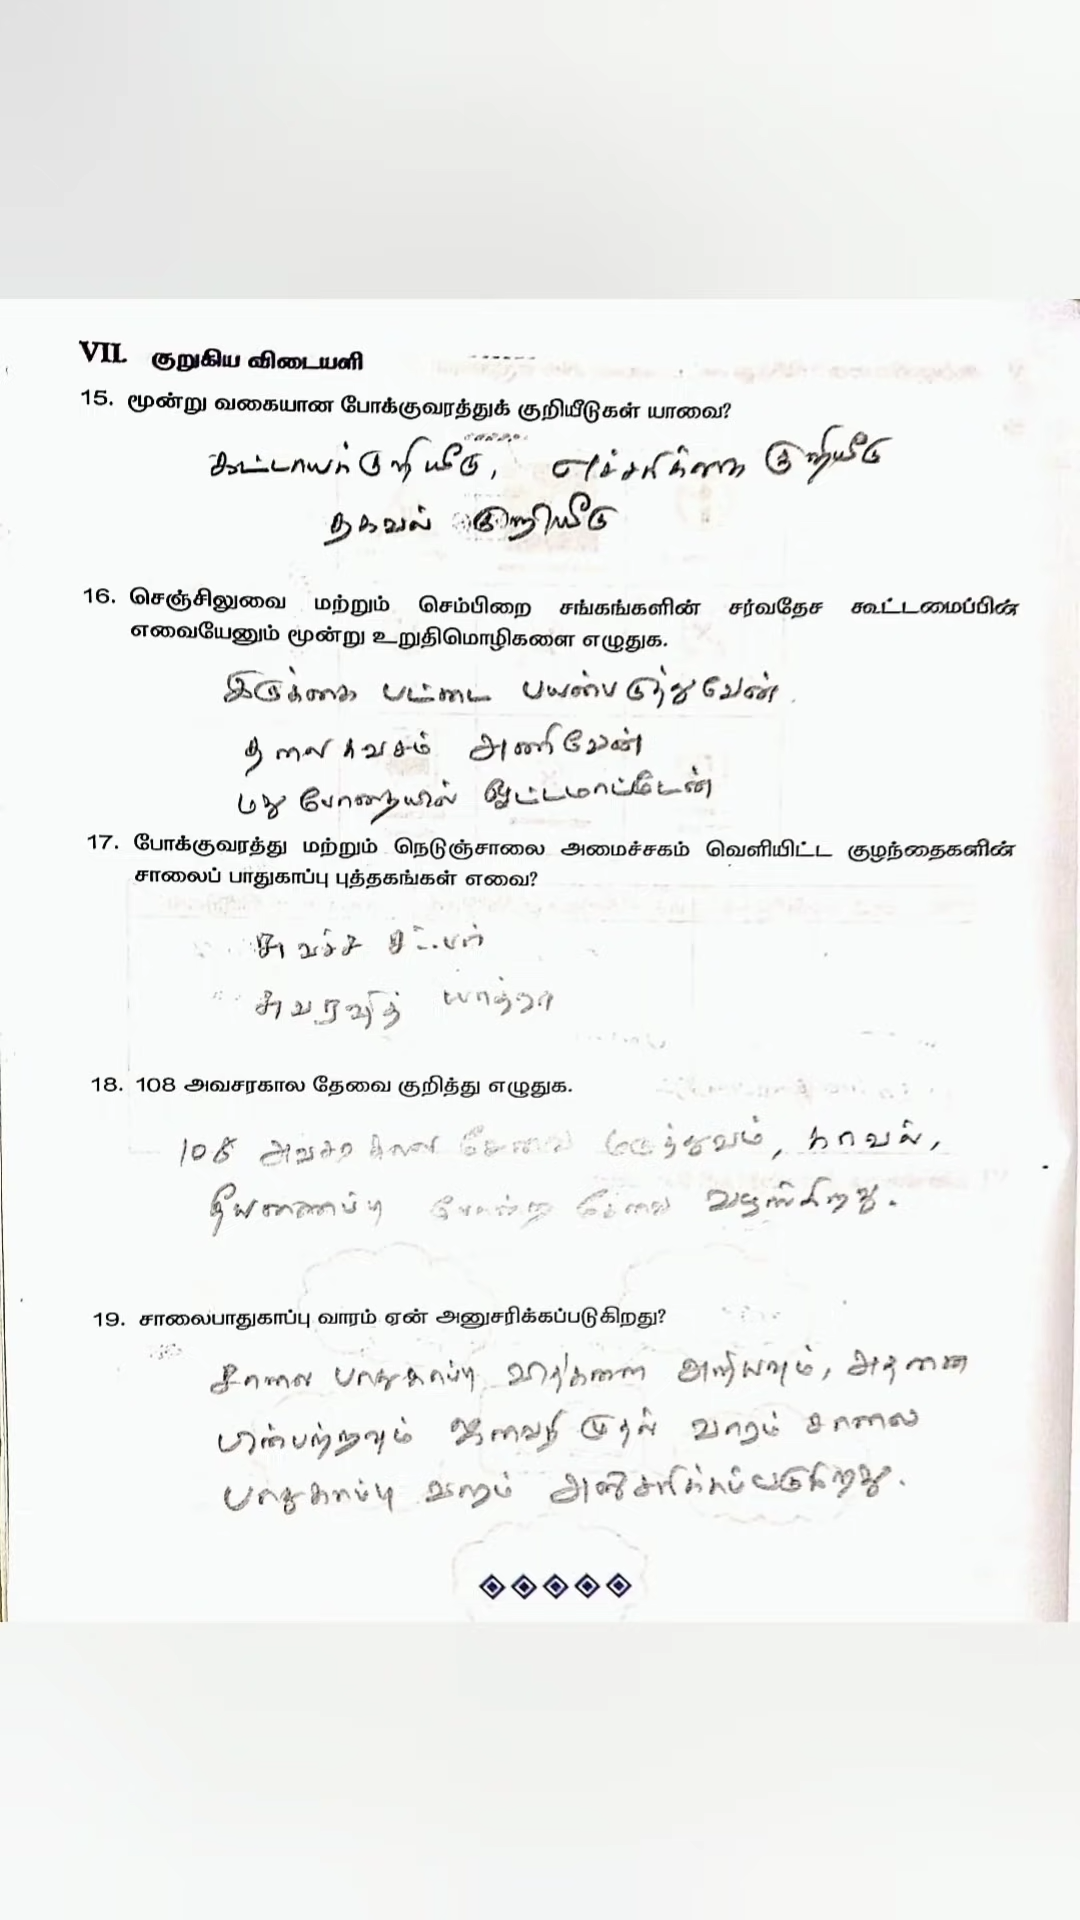 VII. குறுகிய விடையளி
15. மூன்று வகையான போக்குவரத்துக் குறியீடுகள் யாவை?
கட்டாயக் குறியீடு, எச்சரிக்கை குறியீடு
தகவல் குறியீடு
16. செஞ்சிலுவை மற்றும் செம்பிறை சங்கங்களின் சர்வதேச கூட்டமைப்பின்
எவையேனும் மூன்று உறுதிமொழிகளை எழுதுக.
இருக்கை பட்டை பயன்படுத்துவேன்.
தலைகவசம் அணிவேன்
மது போதையில் ஓட்டமாட்டேன்
17. போக்குவரத்து மற்றும் நெடுஞ்சாலை அமைச்சகம் வெளியிட்ட குழந்தைகளின்
சாலைப் பாதுகாப்பு புத்தகங்கள் எவை?
சுவச்ச சஃபர்
சுவரஷித் யாத்ரா
18. 108 அவசரகால தேவை குறித்து எழுதுக.
108 அவசர கால சேவை மருத்துவம், காவல்,
தீயணைப்பு போன்ற சேவை வழங்கிறது.
19. சாலைபாதுகாப்பு வாரம் ஏன் அனுசரிக்கப்படுகிறது?
சாலை பாதுகாப்பு விதிகளை அறியவும், அதனை
பின்பற்றவும் ஜனவரி முதல் வாரம் சாலை
பாதுகாப்பு வாரம் அனுசரிக்கப்படுகிறது.